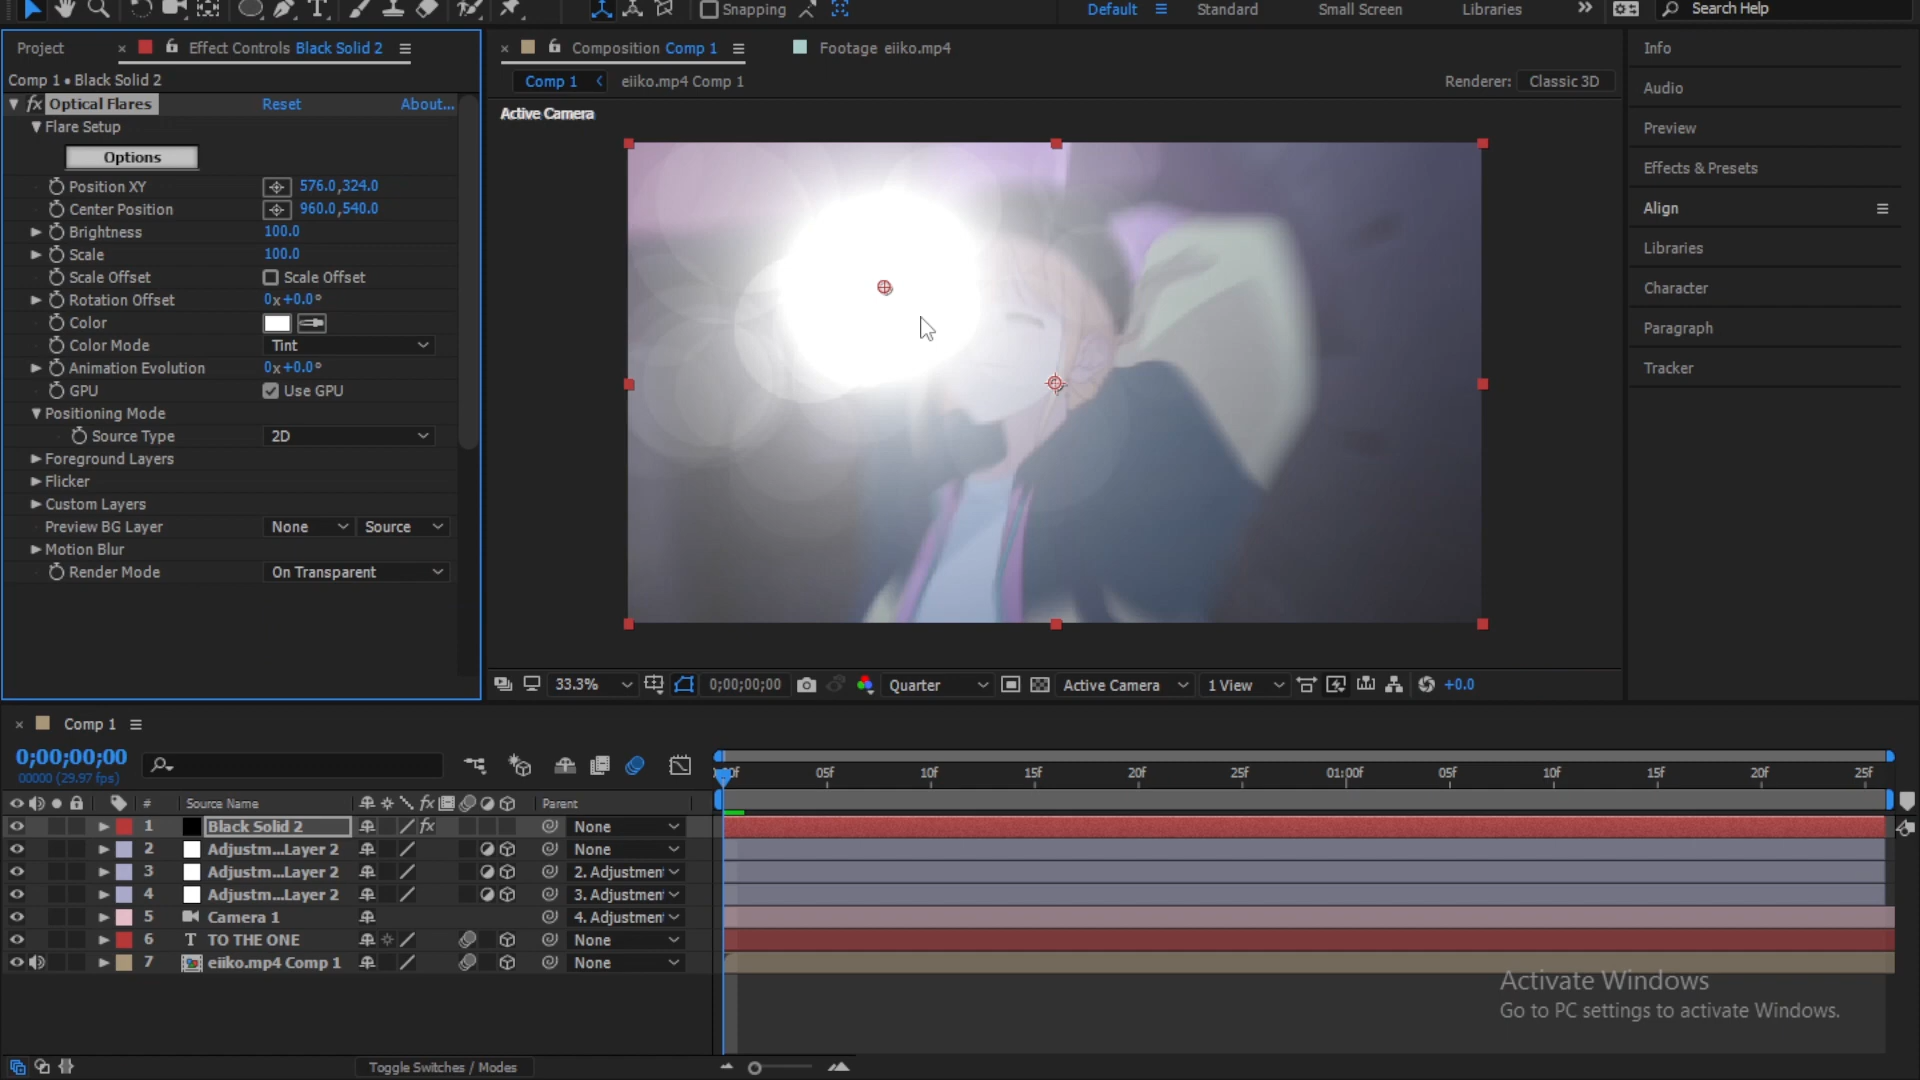 Snapping
Default
Standard
Small Screen
Libraries
Search Help
Project
Effect Controls Black Solid 2
Composition Comp 1
Footage eiiko.mp4
Info
Comp 1 • Black Solid 2
Comp 1
eiiko.mp4 Comp 1
Renderer:
Classic 3D
Audio
fx Optical Flares
Reset
About...
Active Camera
Flare Setup
Preview
Options
Effects & Presets
Position XY
576.0,324.0
Center Position
960.0,540.0
Align
Brightness
100.0
Scale
100.0
Libraries
Scale Offset
Scale Offset
Character
Rotation Offset
0x+0.0°
Color
Paragraph
Color Mode
Tint
Animation Evolution
0x+0.0°
Tracker
GPU
Use GPU
Positioning Mode
Source Type
2D
Foreground Layers
Flicker
Custom Layers
Preview BG Layer
None
Source
Motion Blur
Render Mode
On Transparent
33.3%
0;00;00;00
Quarter
Active Camera
1 View
+0.0
Comp 1
0;00;00;00
00000 (29.97 fps)
05f
10f
15f
20f
25f
01:00f
05f
10f
15f
20f
25f
#
Source Name
fx
Parent
1
Black Solid 2
fx
None
2
Adjustm...Layer 2
None
3
Adjustm...Layer 2
2. Adjustment
4
Adjustm...Layer 2
3. Adjustment
5
Camera 1
4. Adjustment
6
T
TO THE ONE
None
7
eiiko.mp4 Comp 1
None
Activate Windows
Go to PC settings to activate Windows.
Toggle Switches / Modes